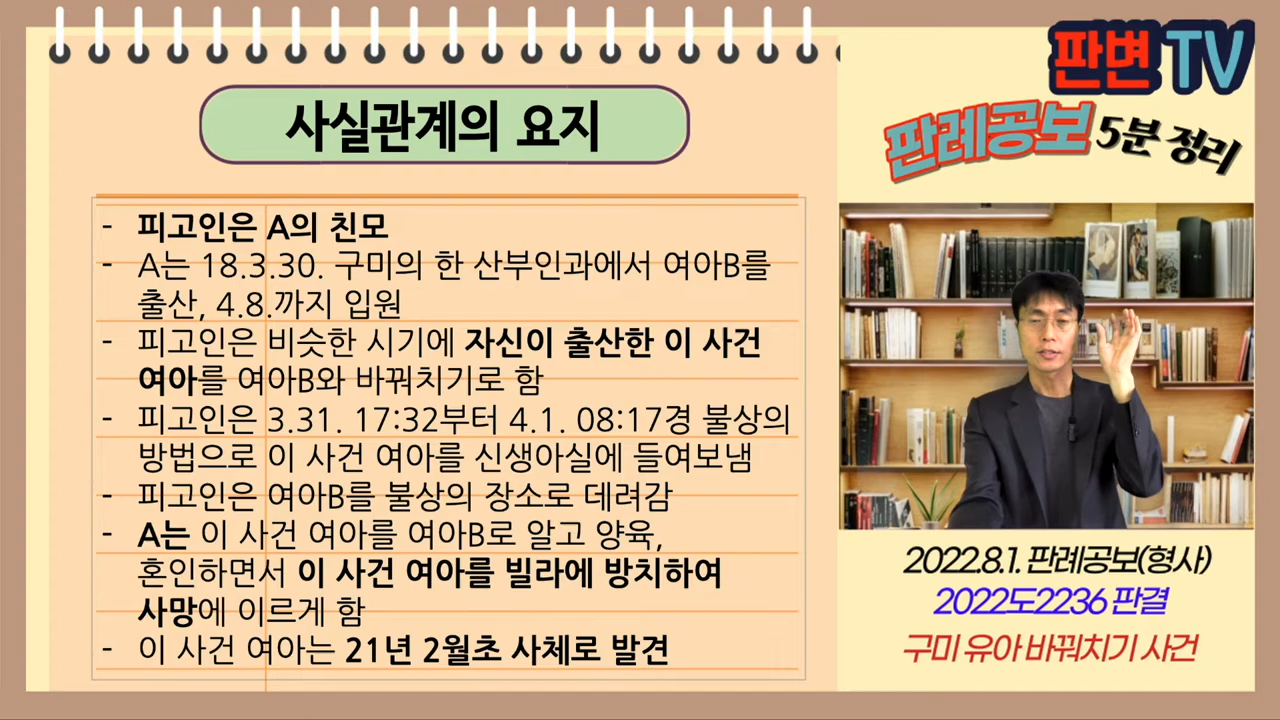 사실관계의 요지
- 피고인은 A의 친모
- A는 18.3.30. 구미의 한 산부인과에서 여아B를
출산, 4.8.까지 입원
- 피고인은 비슷한 시기에 자신이 출산한 이 사건
여아를 여아B와 바꿔치기로 함
- 피고인은 3.31. 17:32부터 4.1. 08:17경 불상의
방법으로 이 사건 여아를 신생아실에 들여보냄
- 피고인은 여아B를 불상의 장소로 데려감
- A는 이 사건 여아를 여아B로 알고 양육,
혼인하면서 이 사건 여아를 빌라에 방치하여
사망에 이르게 함
- 이 사건 여아는 21년 2월초 사체로 발견
판변 TV
판례공보 5분 정리
2022.8.1. 판례공보(형사)
2022도2236 판결
구미 유아 바꿔치기 사건